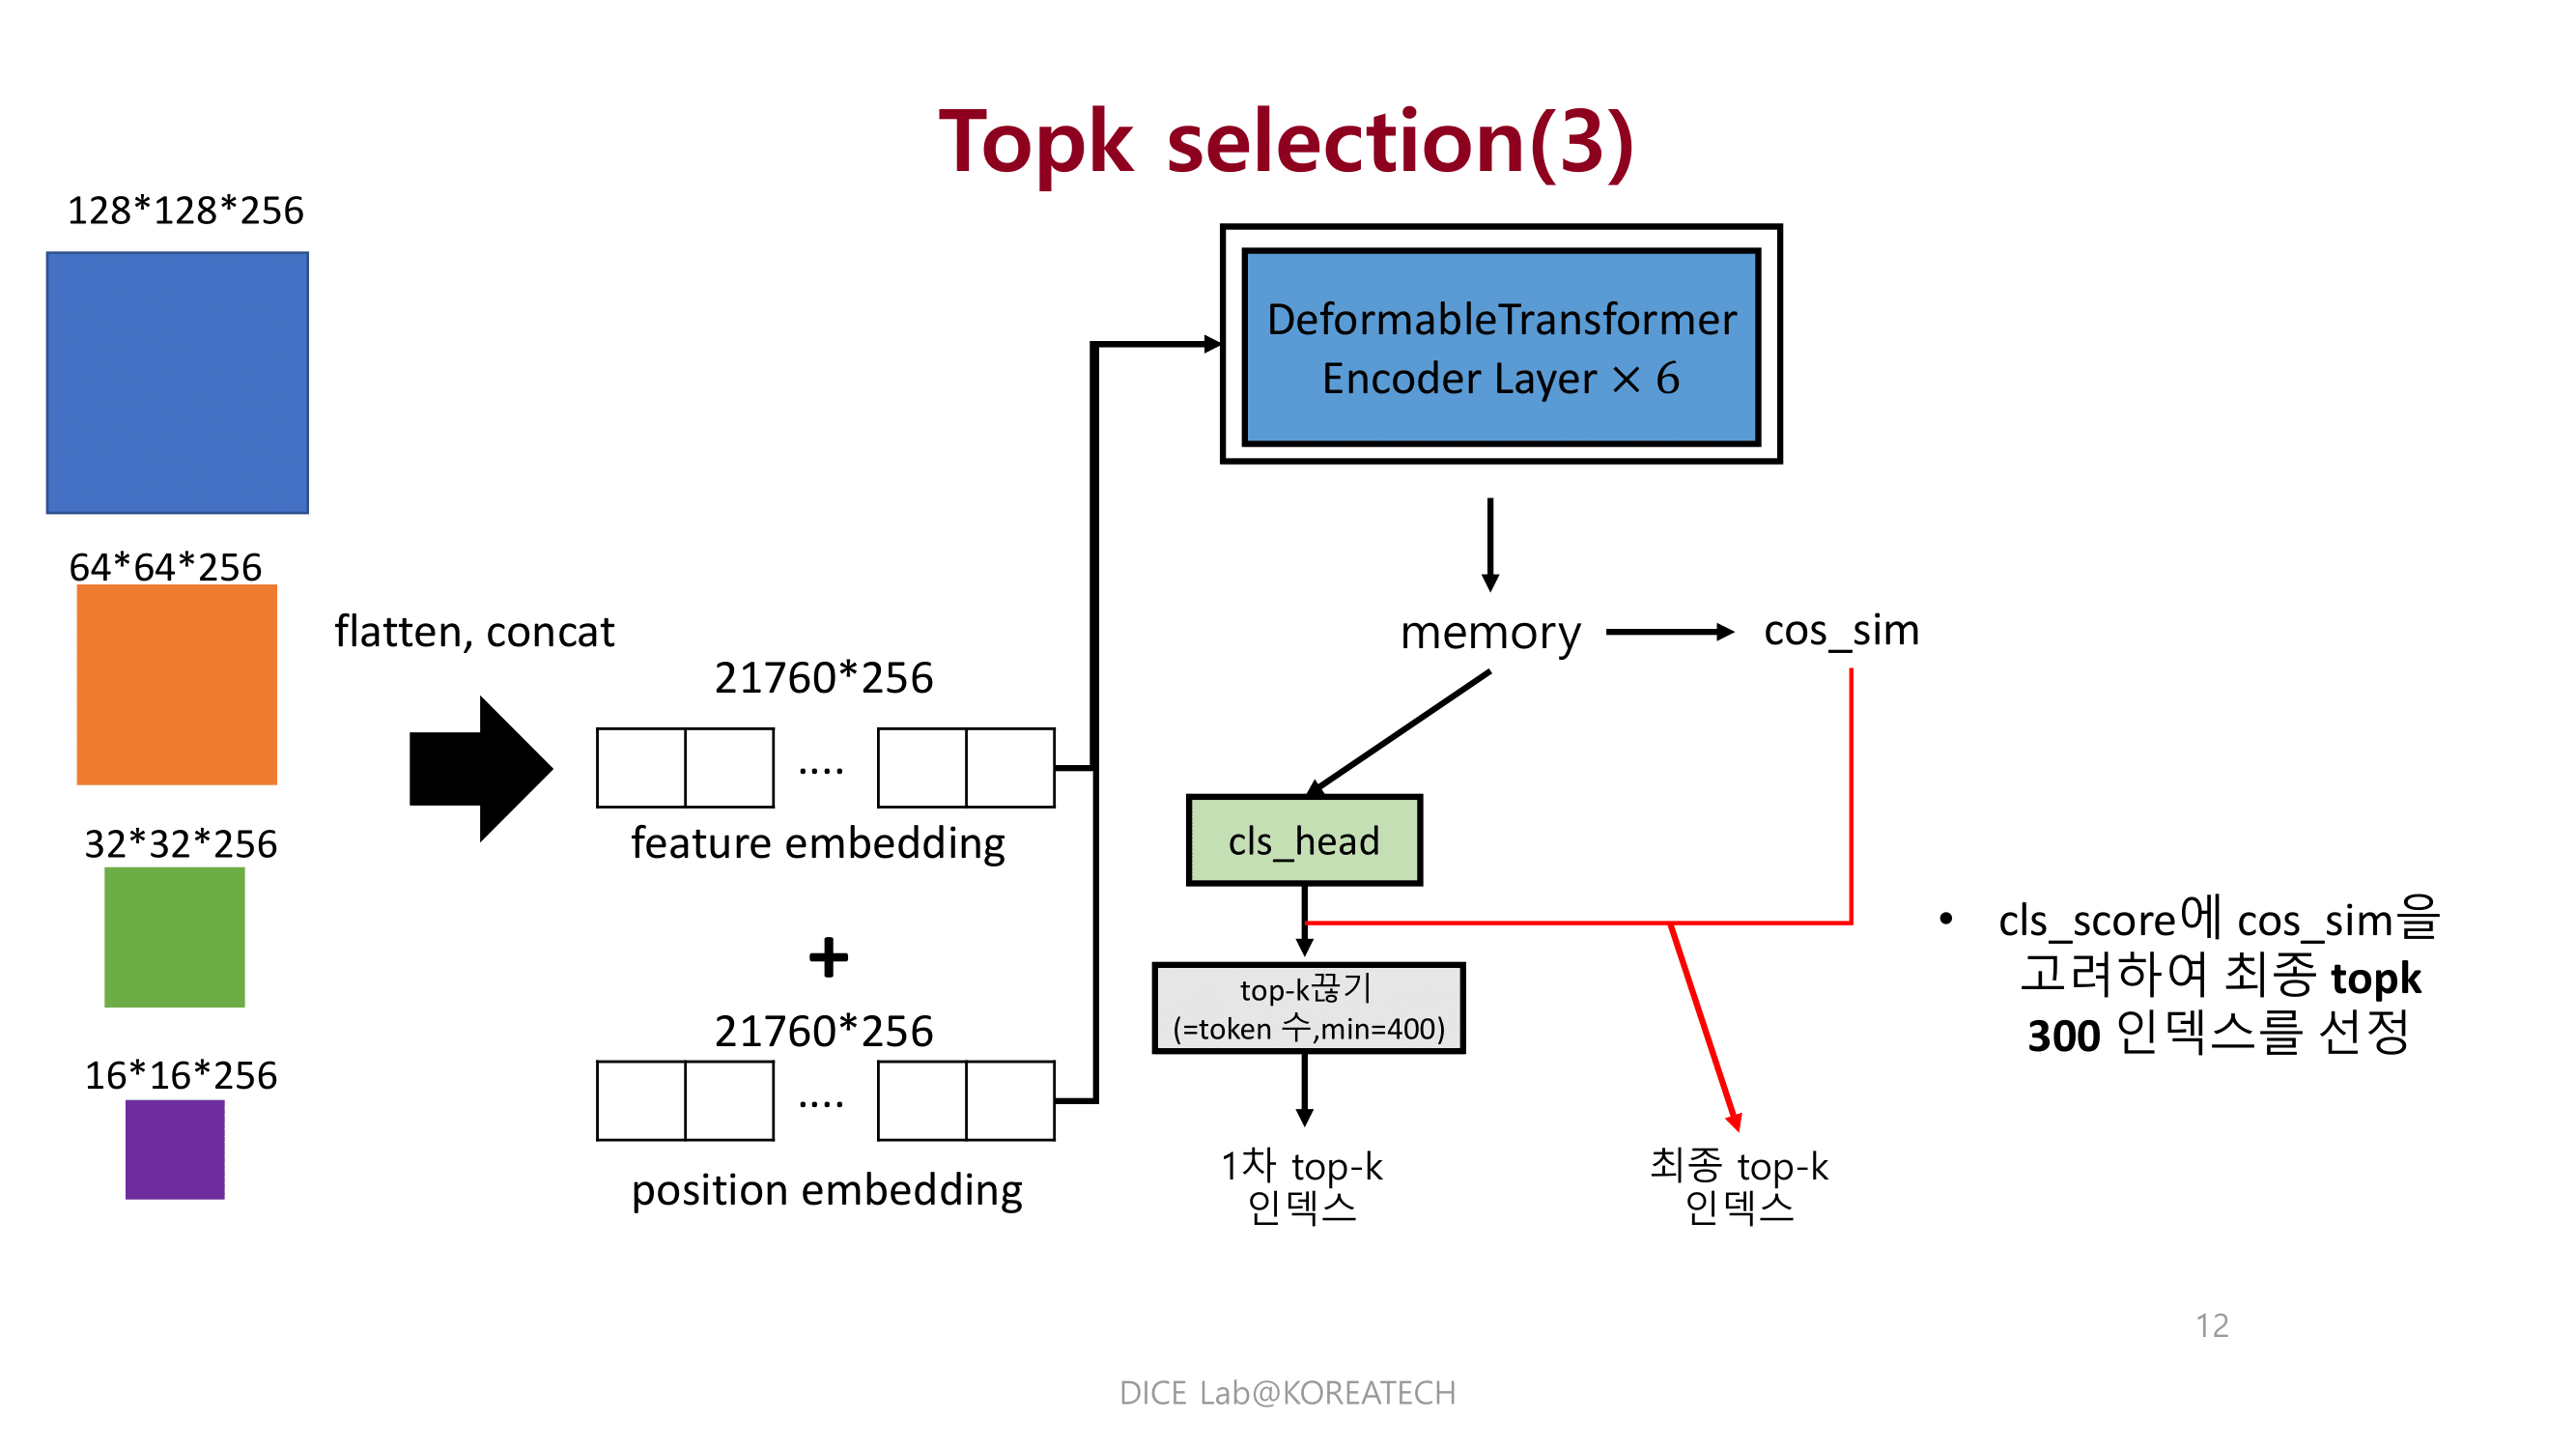 Topk selection(3)
128*128*256
64*64*256
32*32*256
16*16*256
flatten, concat
21760*256
....
feature embedding
+
21760*256
....
position embedding
DeformableTransformer
Encoder Layer × 6
memory
cos_sim
cls_head
top-k끊기
(=token 수,min=400)
1차 top-k
인덱스
최종 top-k
인덱스
• cls_score에 cos_sim을
고려하여 최종 topk
300 인덱스를 선정
12
DICE Lab@KOREATECH